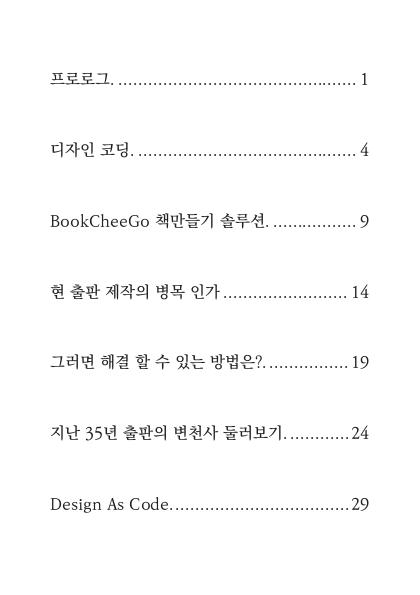 프로로그. ................................................ 1
디자인 코딩. ............................................ 4
BookCheeGo 책만들기 솔루션. ................. 9
현 출판 제작의 병목 인가 ......................... 14
그러면 해결 할 수 있는 방법은?. ................ 19
지난 35년 출판의 변천사 둘러보기. ............ 24
Design As Code. ................................... 29